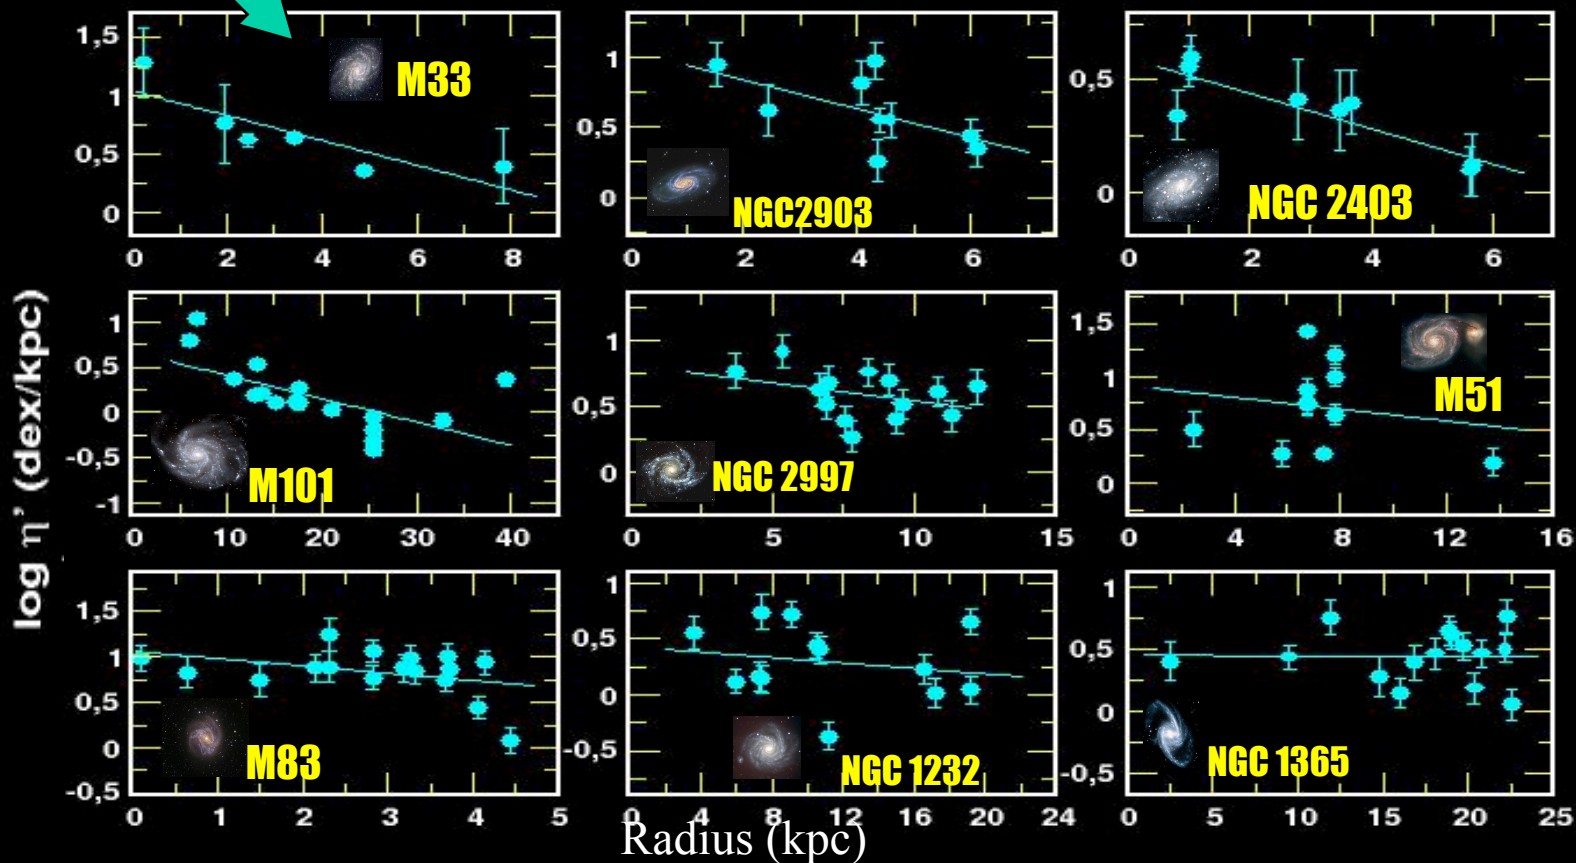 1,5
1
0,5
0
M33
0 2 4 6 8
1
0,5
0
NGC2903
0 2 4 6
0,5
0
NGC 2403
0 2 4 6
log η' (dex/kpc)
1
0,5
0
-0,5
-1
M101
0 10 20 30 40
1
0,5
0
NGC 2997
0 5 10 15
1,5
1
0,5
0
M51
0 4 8 12 16
1,5
1
0,5
0
-0,5
M83
0 1 2 3 4 5
1
0,5
0
-0,5
NGC 1232
0 4 8 12 16 20 24
1
0,5
0
-0,5
NGC 1365
0 5 10 15 20 25
Radius (kpc)